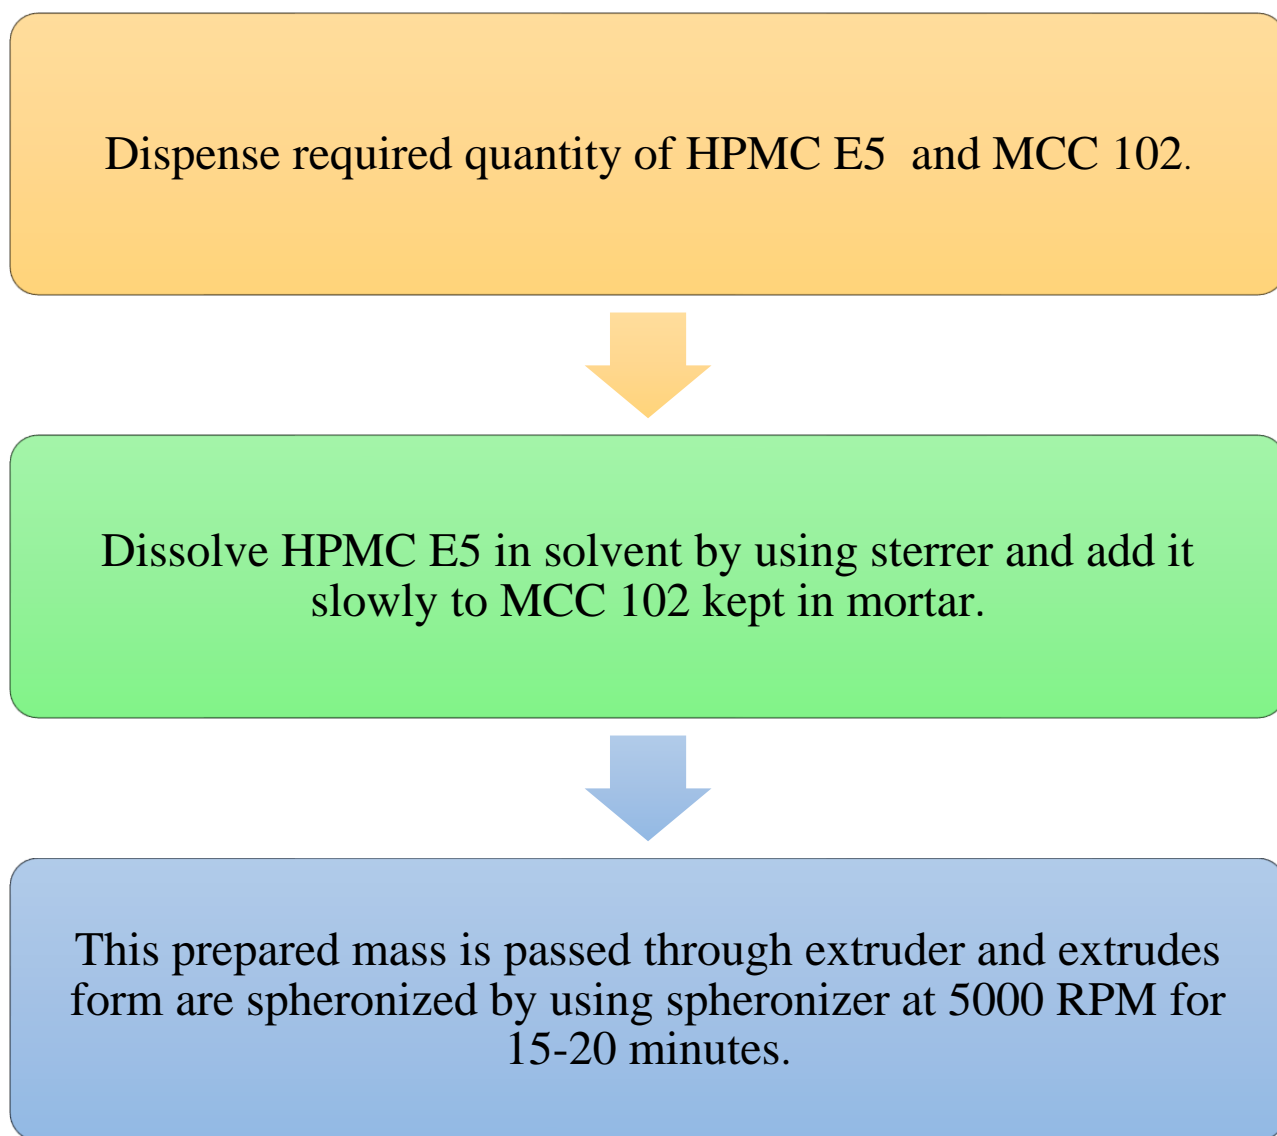 Dispense required quantity of HPMC E5  and MCC 102.
Dissolve HPMC E5 in solvent by using sterrer and add it
slowly to MCC 102 kept in mortar.
This prepared mass is passed through extruder and extrudes
form are spheronized by using spheronizer at 5000 RPM for
15-20 minutes.